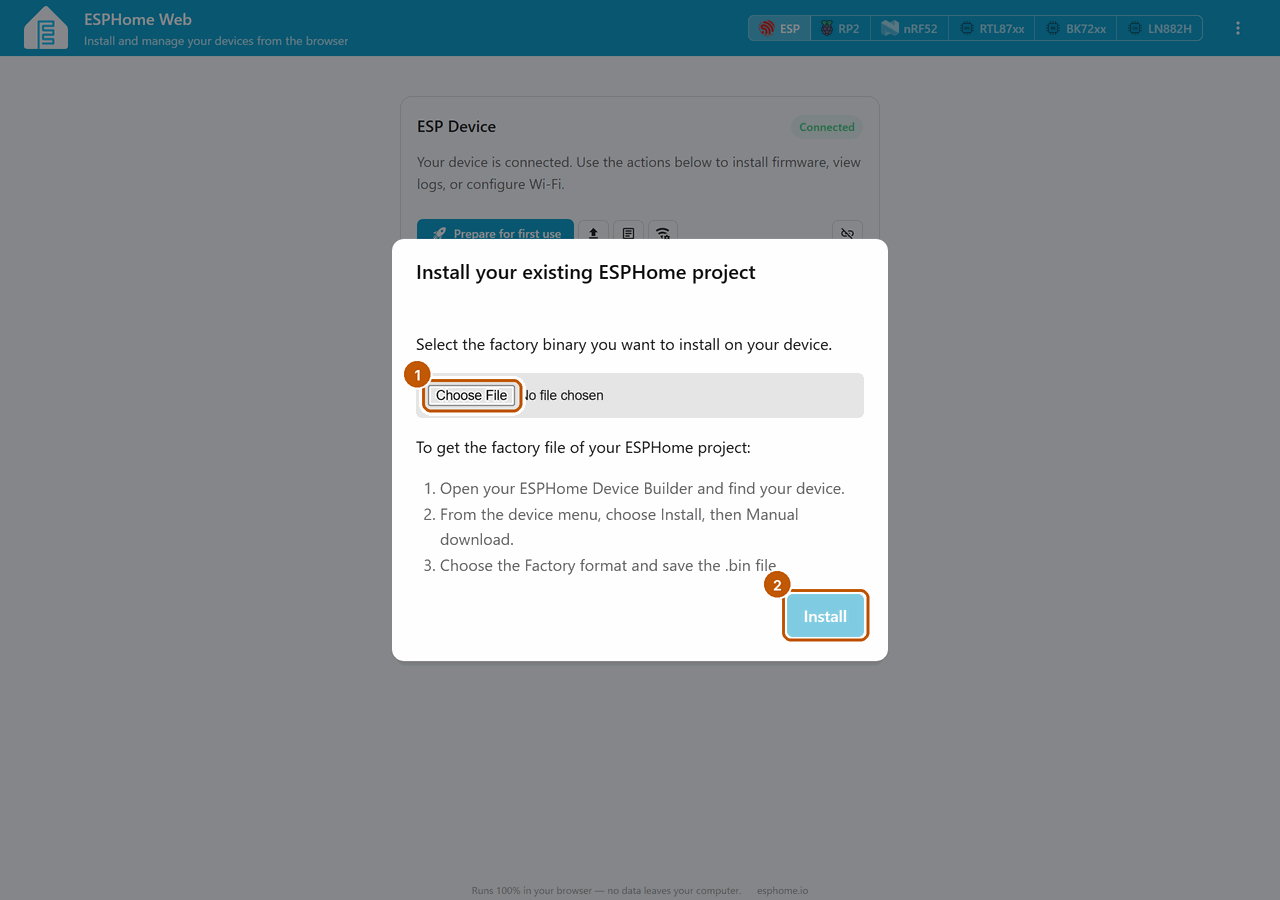 ESPHome Web
Install and manage your devices from the browser
ESP
RP2
nRF52
RTL87xx
BK72xx
LN882H
ESP Device
Connected
Your device is connected. Use the actions below to install firmware, view
logs, or configure Wi-Fi.
Prepare for first use
Install your existing ESPHome project
Select the factory binary you want to install on your device.
1
Choose File
No file chosen
To get the factory file of your ESPHome project:
1. Open your ESPHome Device Builder and find your device.
2. From the device menu, choose Install, then Manual
download.
3. Choose the Factory format and save the .bin file
2
Install
Runs 100% in your browser — no data leaves your computer.
esphome.io